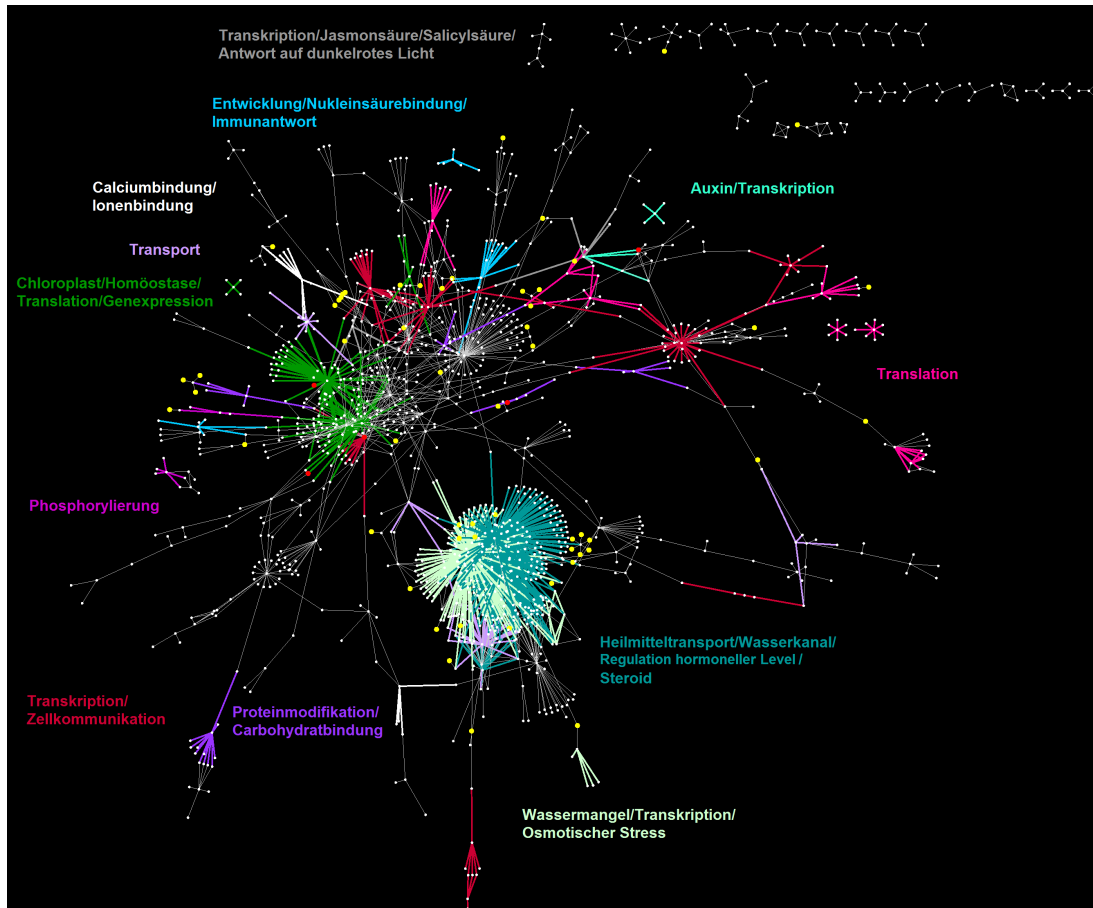 Transkription/Jasmonsäure/Salicylsäure/
Antwort auf dunkelrotes Licht
Entwicklung/Nukleinsäurebindung/
Immunantwort
Calciumbindung/
Ionenbindung
Auxin/Transkription
Transport
Chloroplast/Homöostase/
Translation/Genexpression
Translation
Phosphorylierung
Heilmitteltransport/Wasserkanal/
Regulation hormoneller Level /
Steroid
Transkription/
Zellkommunikation
Proteinmodifikation/
Carbohydratbindung
Wassermangel/Transkription/
Osmotischer Stress